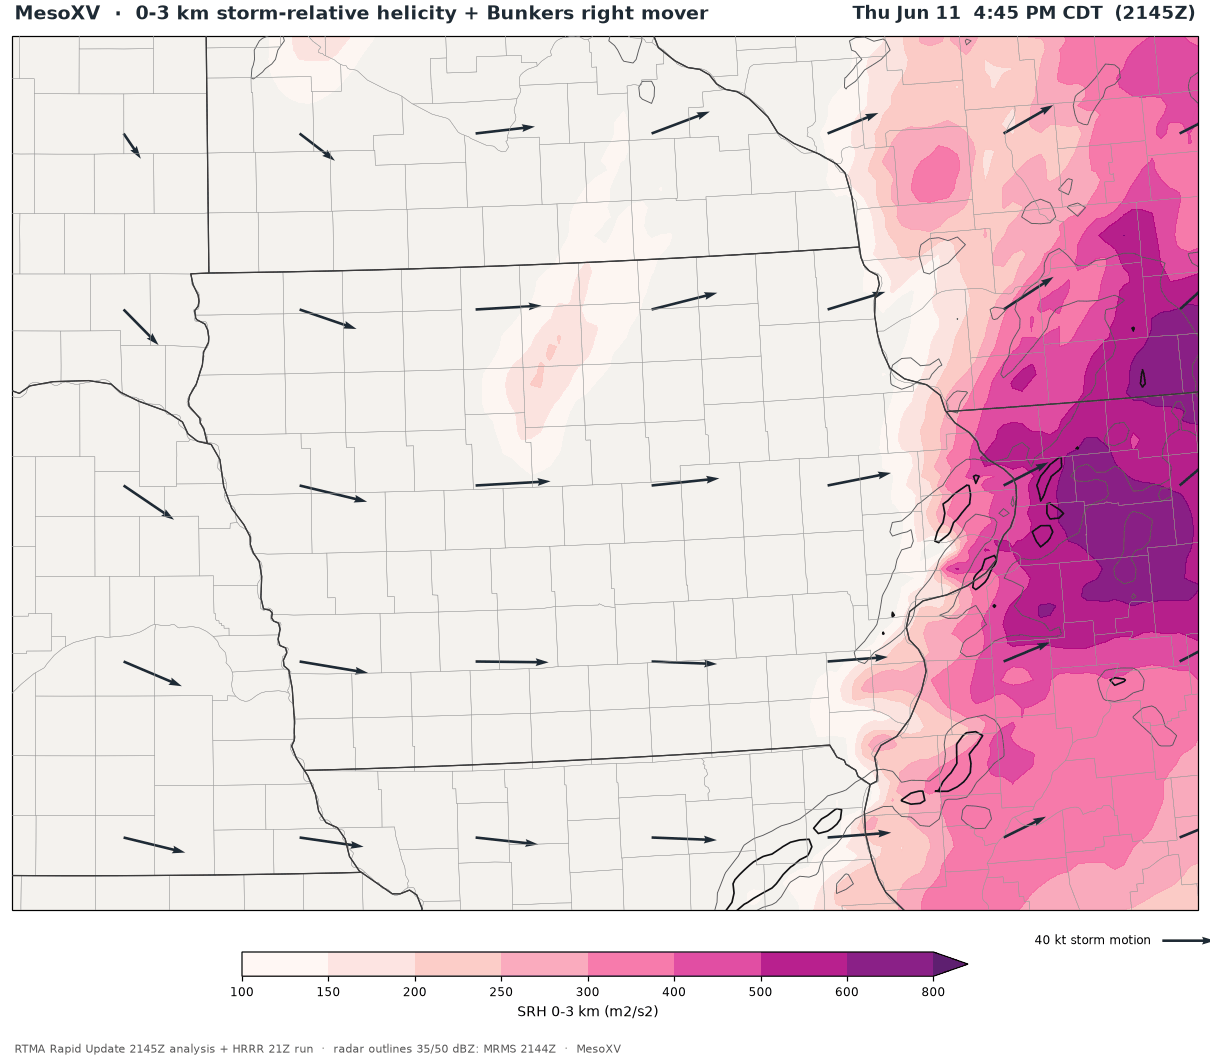 MesoXV · 0-3 km storm-relative helicity + Bunkers right mover
Thu Jun 11 4:45 PM CDT (2145Z)
40 kt storm motion
100 150 200 250 300 400 500 600 800
SRH 0-3 km (m2/s2)
RTMA Rapid Update 2145Z analysis + HRRR 21Z run · radar outlines 35/50 dBZ: MRMS 2144Z · MesoXV